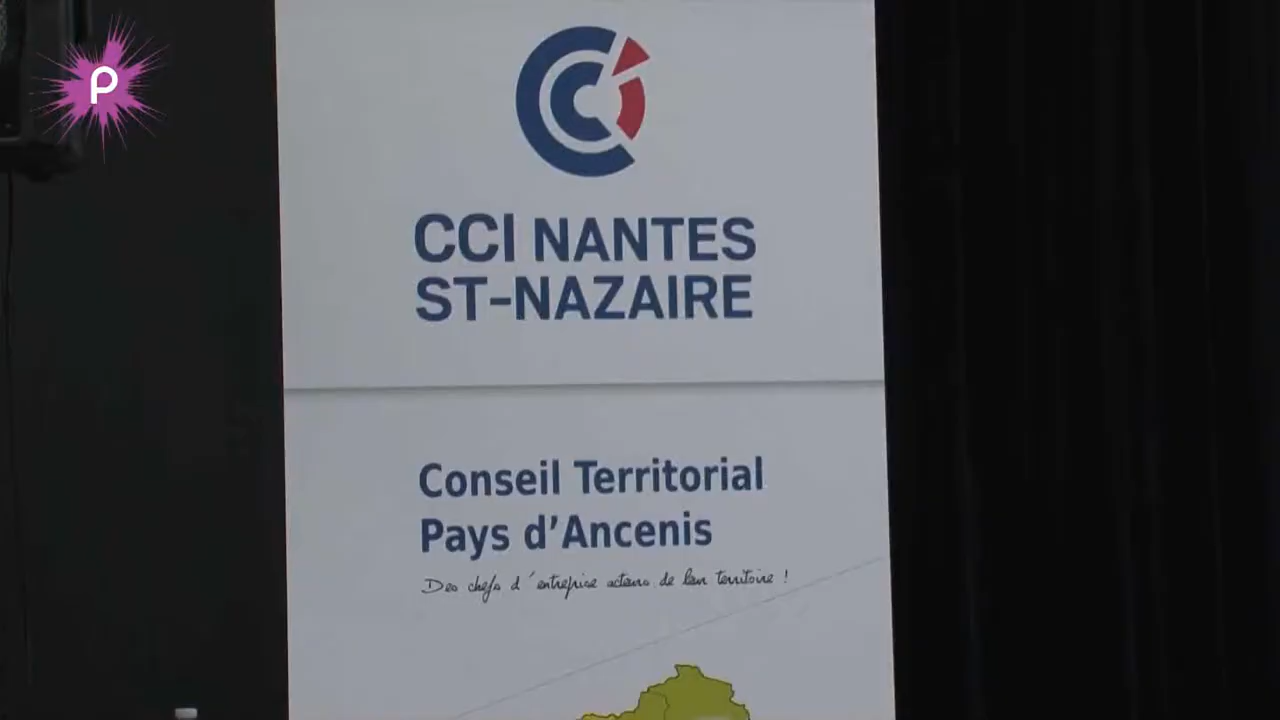 P
CCI NANTES
ST-NAZAIRE
Conseil Territorial
Pays d'Ancenis
Des chefs d'entreprise acteurs de leur territoire !